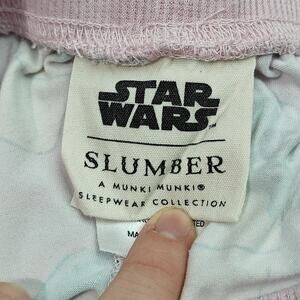 STAR
WARS
SLUMBER
A MUNKI MUNKI®
SLEEPWEAR COLLECTION